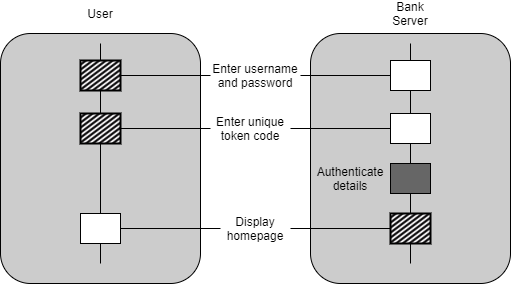 User
Bank
Server
Enter username
and password
Enter unique
token code
Authenticate
details
Display
homepage